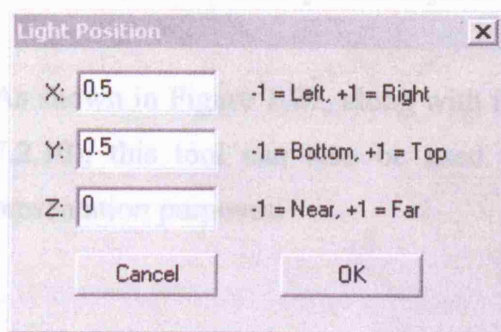 Light Position
X: 0.5 -1 = Left, +1 = Right
Y: 0.5 -1 = Bottom, +1 = Top
Z: 0 -1 = Near, +1 = Far
Cancel OK